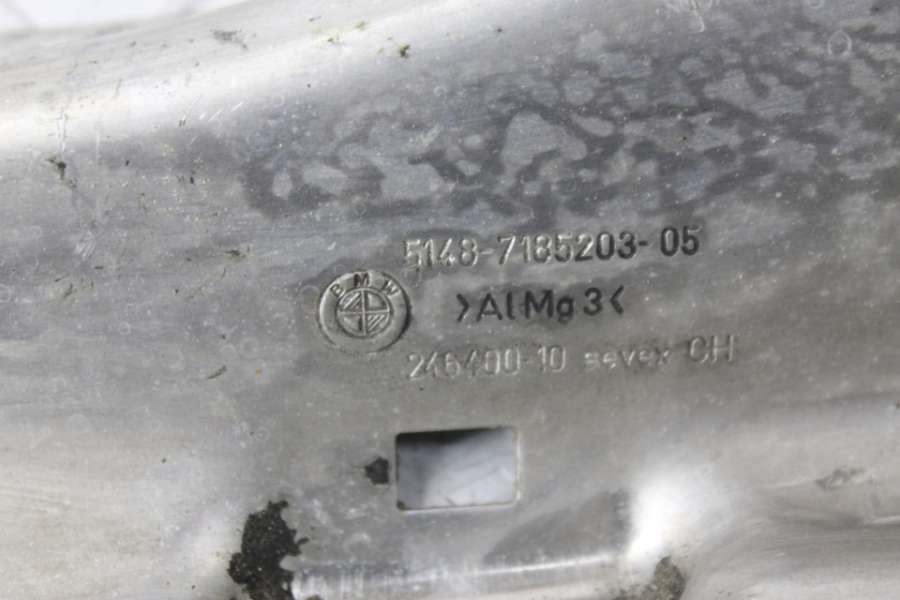 5148-7185203-05
BMW
>AlMg3<
246400-10 sevex CH